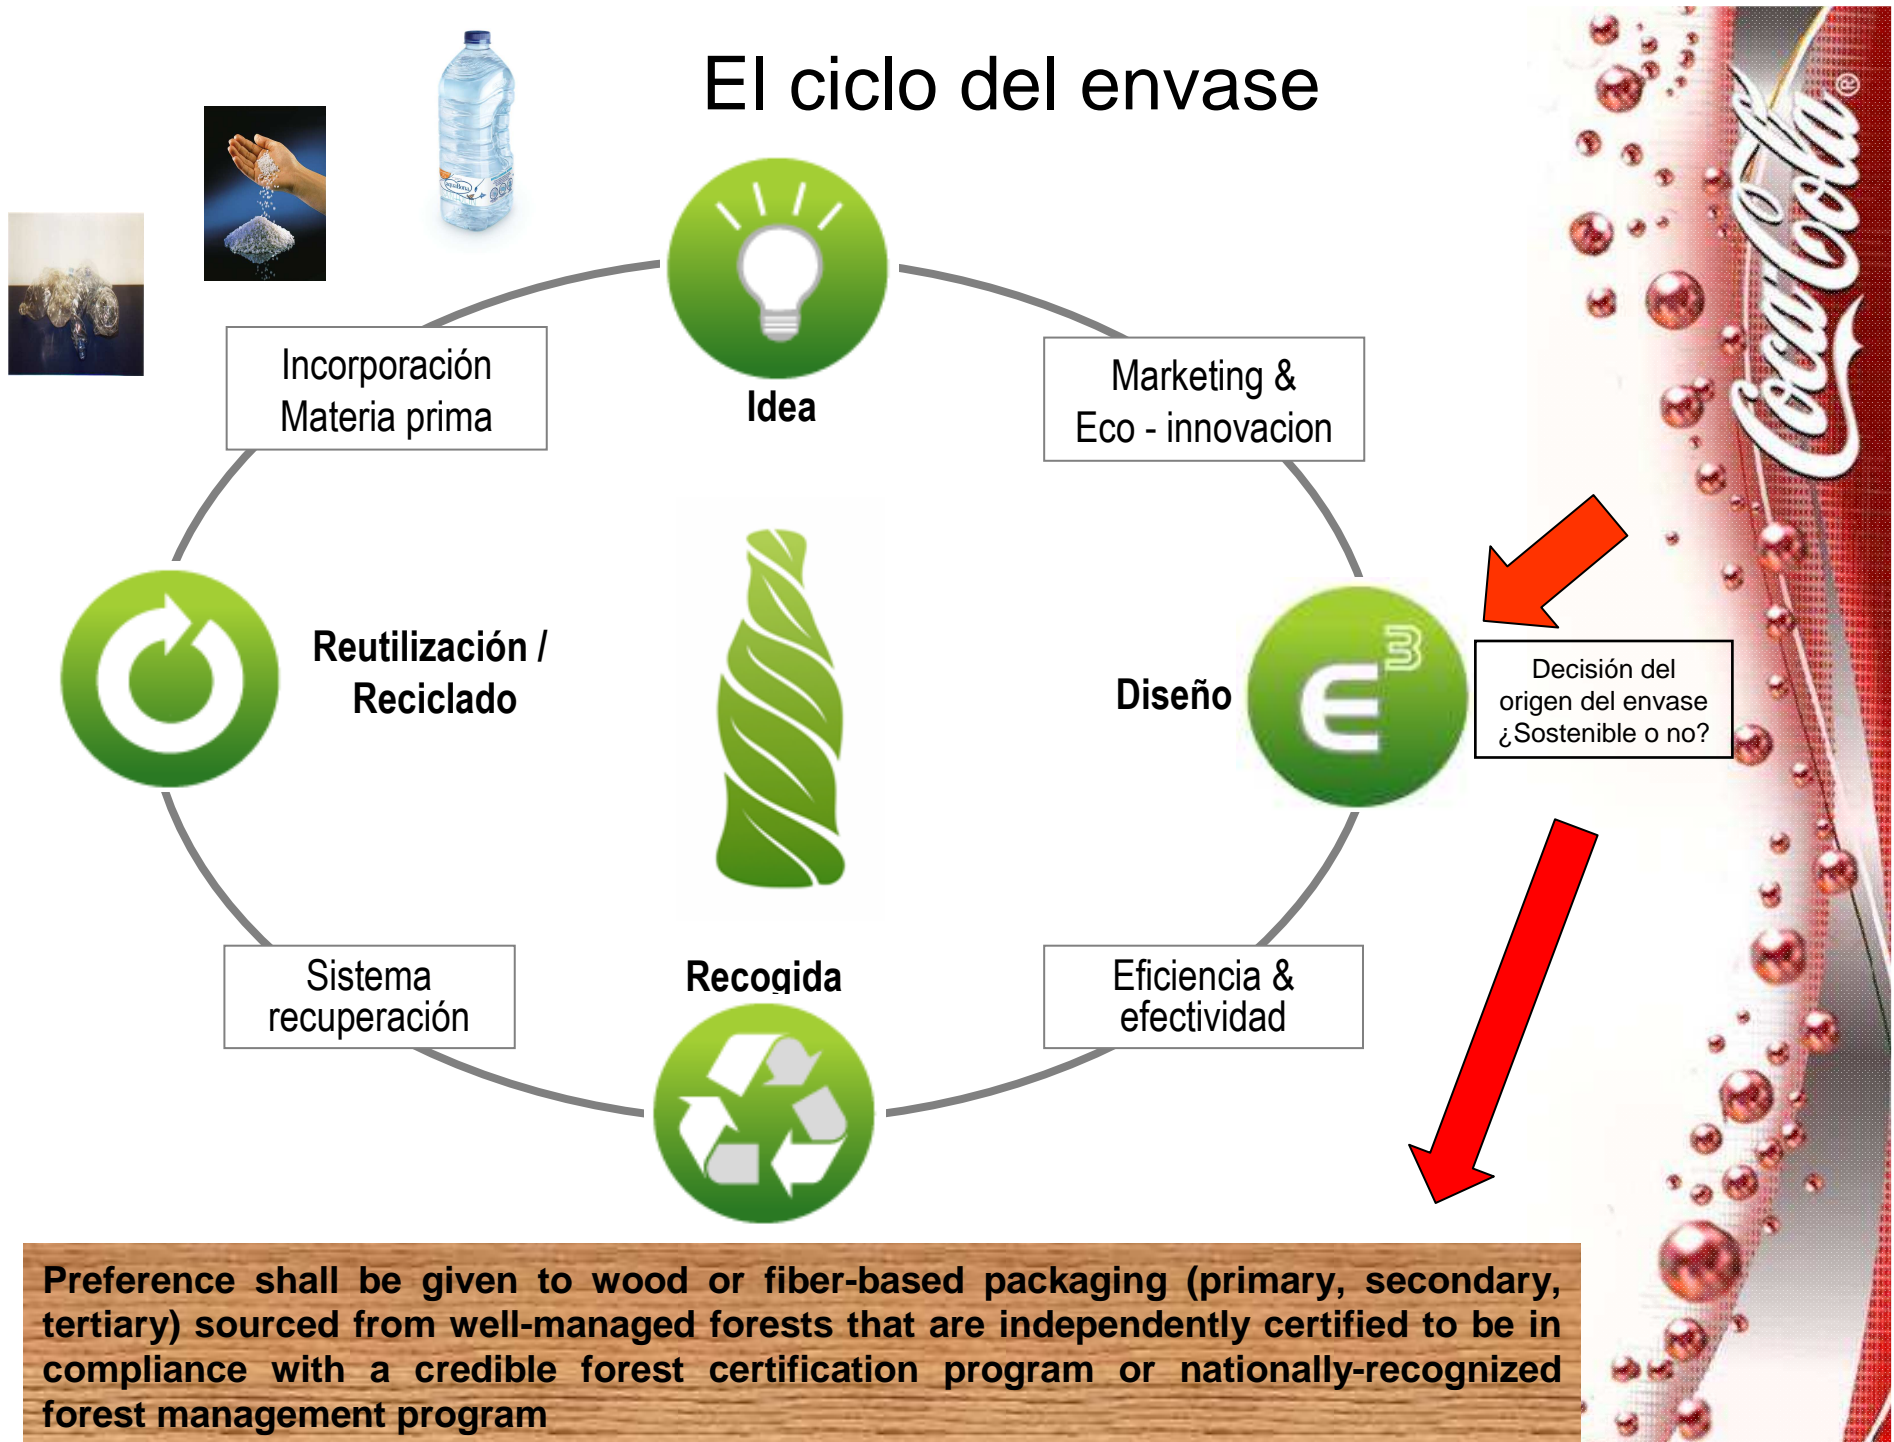 El ciclo del envase
Coca-Cola®
Incorporación
Materia prima
Idea
Marketing &
Eco - innovacion
Reutilización /
Reciclado
Diseño
E3
Decisión del
origen del envase
¿Sostenible o no?
Sistema
recuperación
Recogida
Eficiencia &
efectividad
Preference shall be given to wood or fiber-based packaging (primary, secondary,
tertiary) sourced from well-managed forests that are independently certified to be in
compliance with a credible forest certification program or nationally-recognized
forest management program